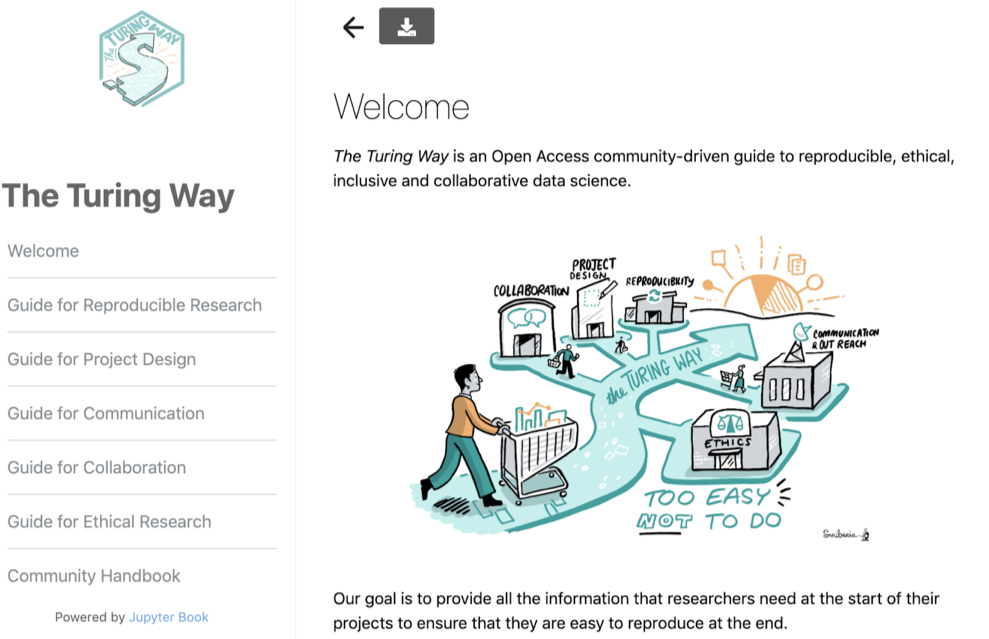 The TURING WAY
The Turing Way
Welcome
Guide for Reproducible Research
Guide for Project Design
Guide for Communication
Guide for Collaboration
Guide for Ethical Research
Community Handbook
Powered by Jupyter Book
Welcome
The Turing Way is an Open Access community-driven guide to reproducible, ethical,
inclusive and collaborative data science.
COLLABORATION
PROJECT
DESIGN
REPRODUCIBILITY
COMMUNICATION
& OUT REACH
the TURING WAY
ETHICS
TOO EASY
NOT TO DO
Scriberia
Our goal is to provide all the information that researchers need at the start of their
projects to ensure that they are easy to reproduce at the end.